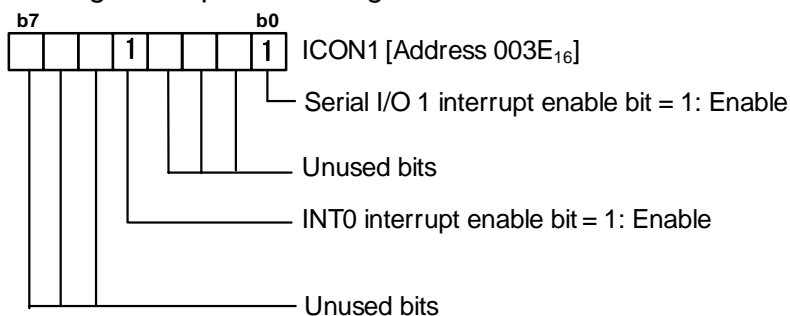 b7 b0
1 1 ICON1 [Address 003E₁₆]
Serial I/O 1 interrupt enable bit = 1: Enable
Unused bits
INT0 interrupt enable bit = 1: Enable
Unused bits